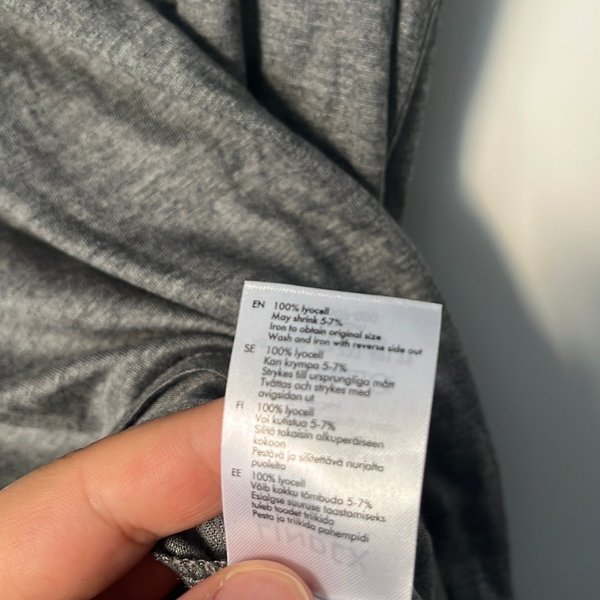 EN 100% lyocell
May shrink 5-7%
Iron to obtain original size
Wash and iron with reverse side out
SE 100% lyocell
Kan krympa 5-7%
Strykes till ursprungliga mått
Tvättas och strykes med
avigsidan ut
FI 100% lyocell
Voi kutistua 5-7%
Silitä takaisin alkuperäiseen
kokoon
Pestävä ja silitettävä nurjalta
puolelta
EE 100% lyocell
Võib kokku tõmbuda 5-7%
Esialgse suuruse taastamiseks
tuleb toodet triikida
Pesta ja triikida pahempidi